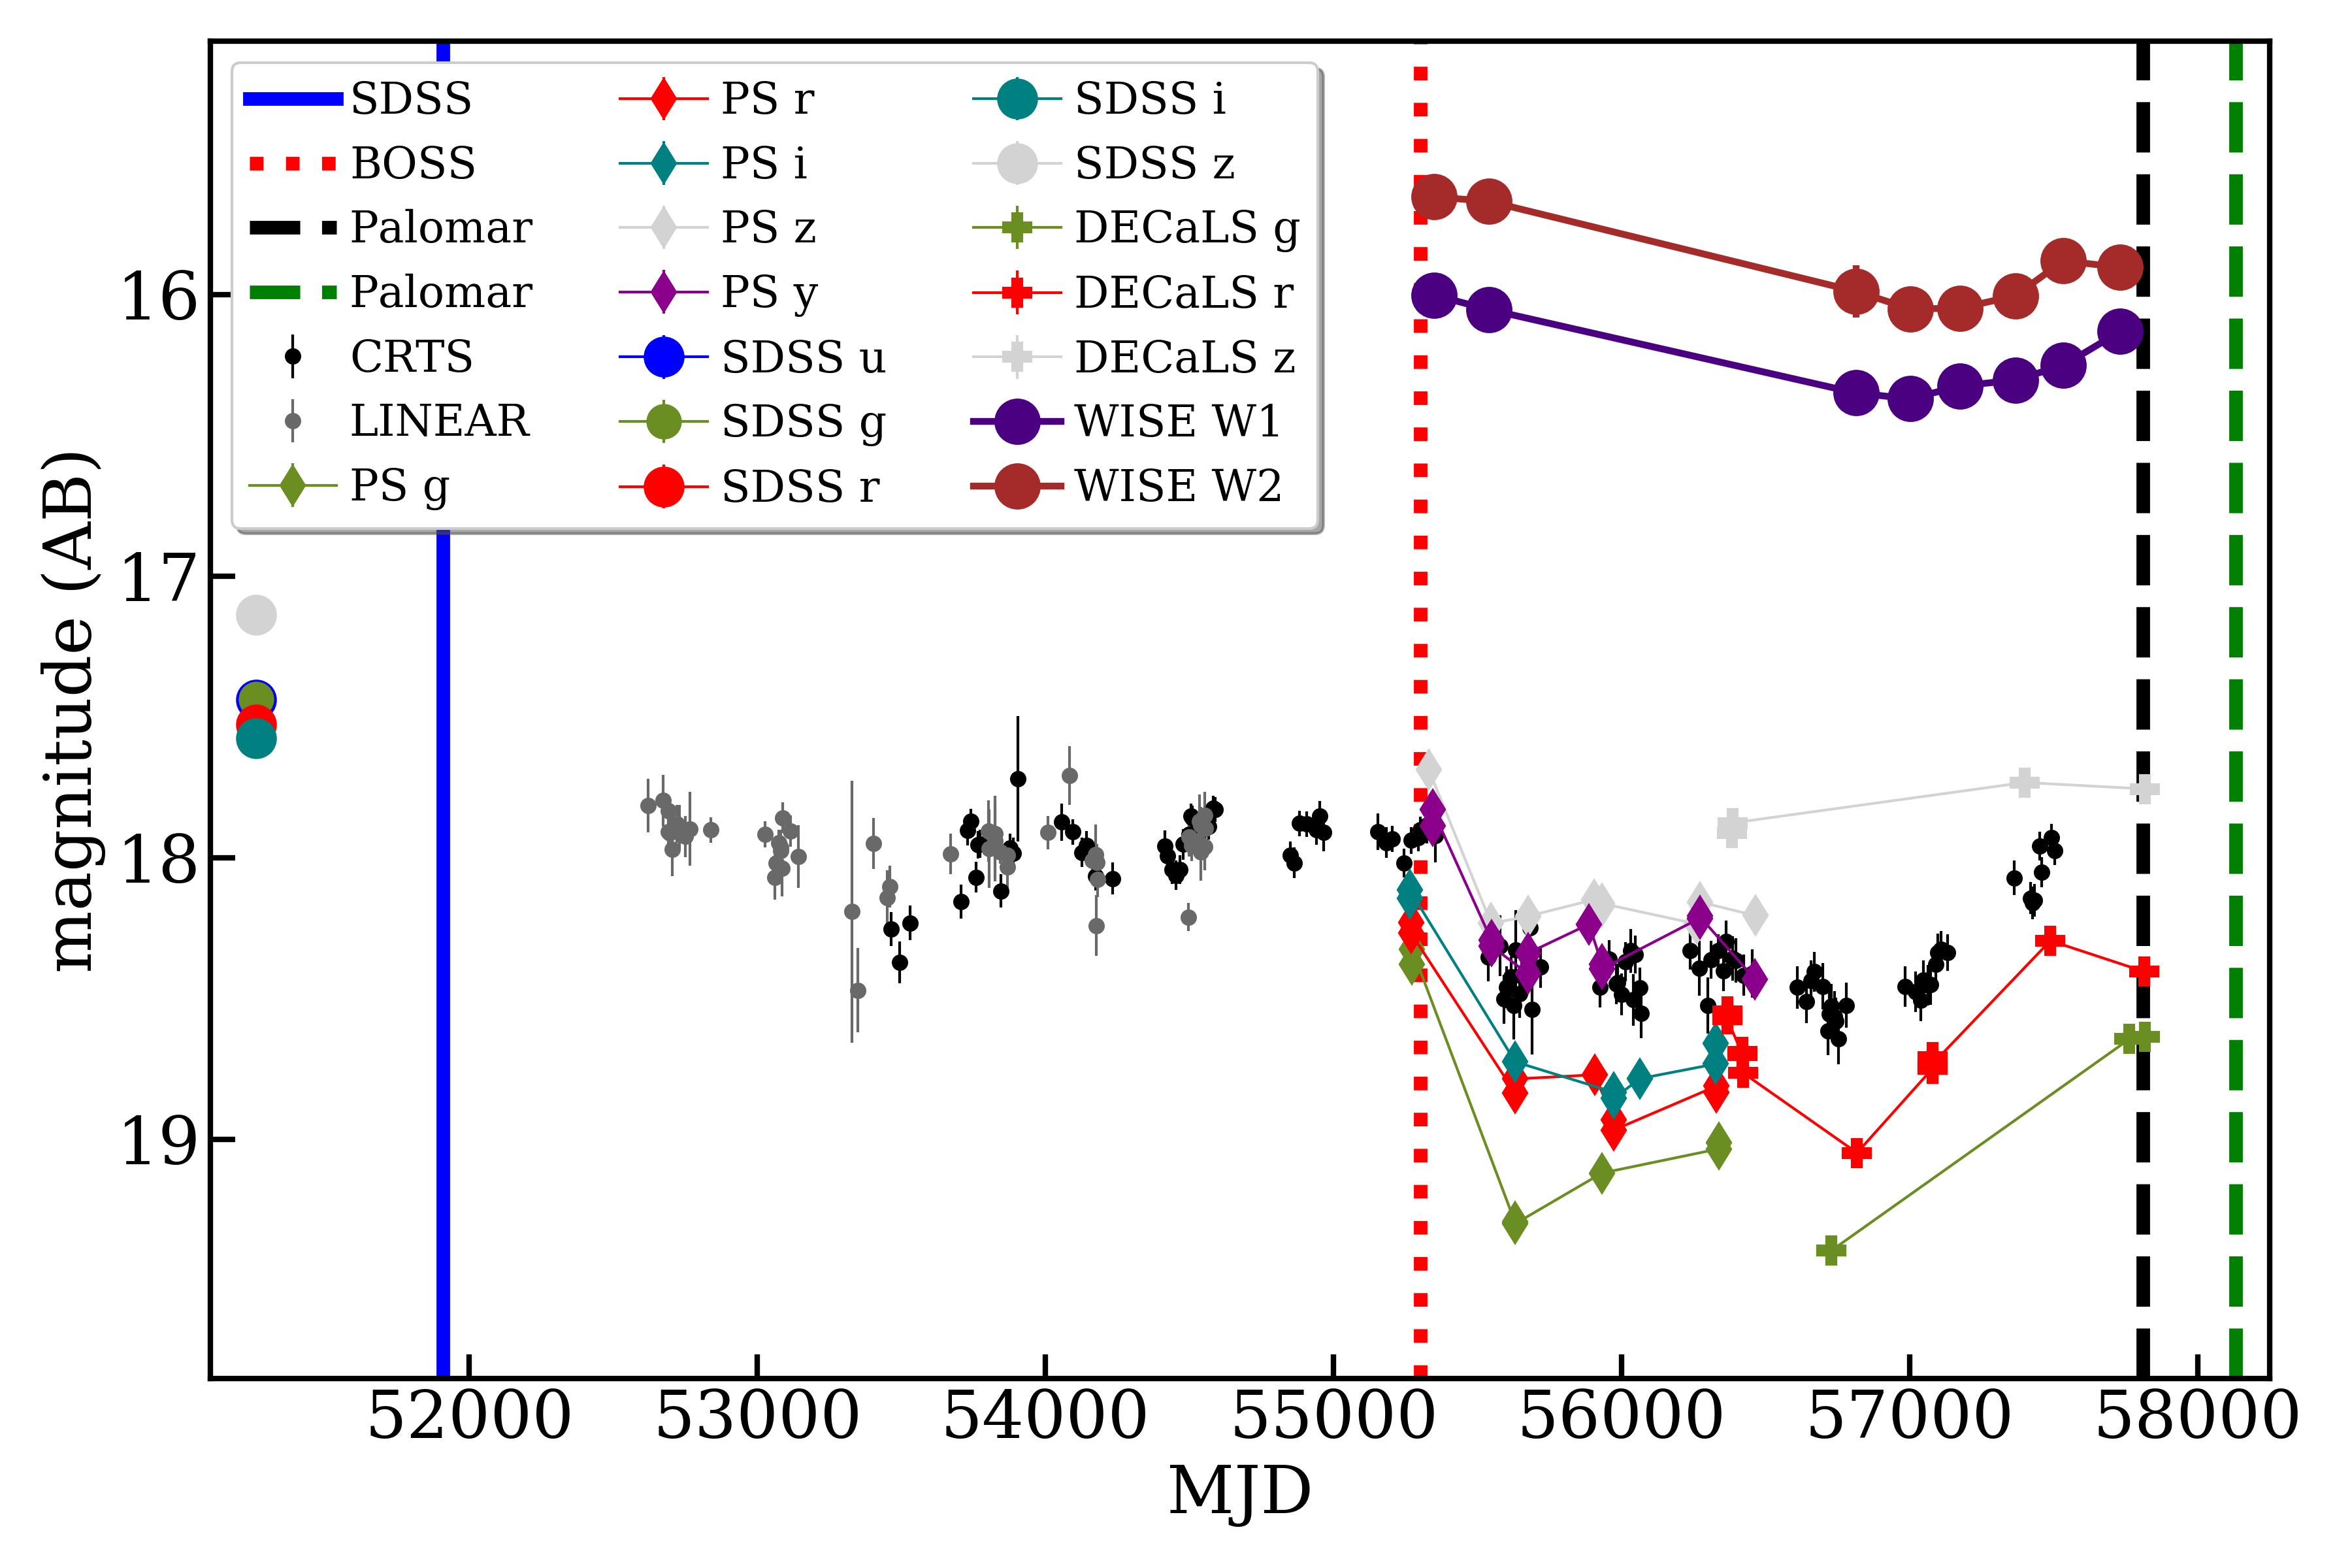 SDSS
BOSS
Palomar
Palomar
CRTS
LINEAR
PS g
PS r
PS i
PS z
PS y
SDSS u
SDSS g
SDSS r
SDSS i
SDSS z
DECaLS g
DECaLS r
DECaLS z
WISE W1
WISE W2
magnitude (AB)
16
17
18
19
52000 53000 54000 55000 56000 57000 58000
MJD